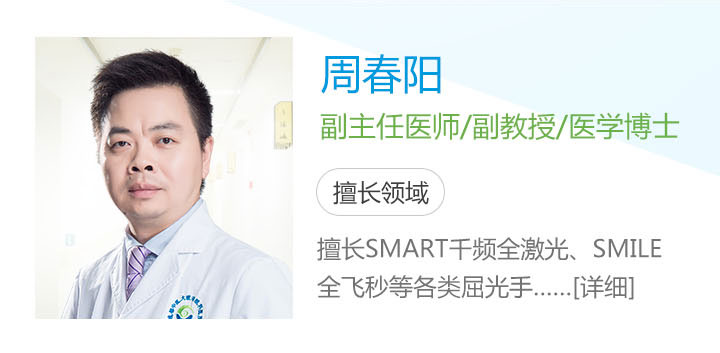 周春阳
副主任医师/副教授/医学博士
擅长领域
擅长SMART千频全激光、SMILE
全飞秒等各类屈光手......[详细]